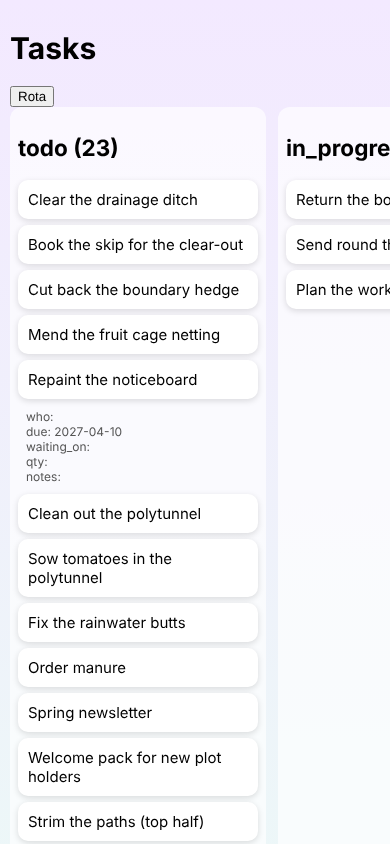 Tasks
Rota
todo (23)
Clear the drainage ditch
Book the skip for the clear-out
Cut back the boundary hedge
Mend the fruit cage netting
Repaint the noticeboard
who:
due: 2027-04-10
waiting_on:
qty:
notes:
Clean out the polytunnel
Sow tomatoes in the
polytunnel
Fix the rainwater butts
Order manure
Spring newsletter
Welcome pack for new plot
holders
Strim the paths (top half)
in_progre
Return the bo
Send round th
Plan the work